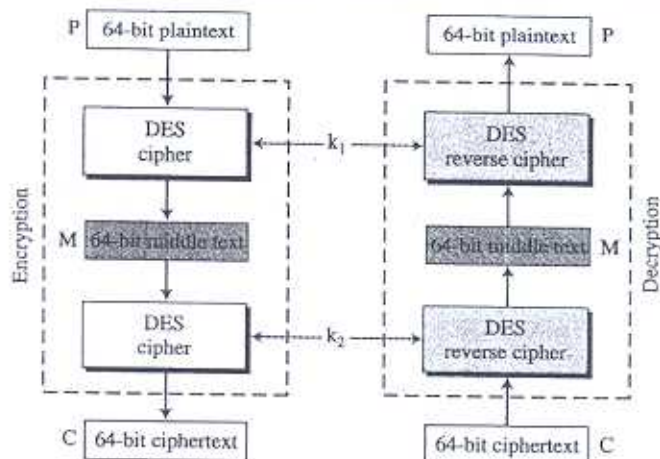 P 64-bit plaintext
64-bit plaintext P
DES
cipher
k1
DES
reverse cipher
Encryption
M 64-bit middle text
64-bit middle text M
Decryption
DES
cipher
k2
DES
reverse cipher
C 64-bit ciphertext
64-bit ciphertext C